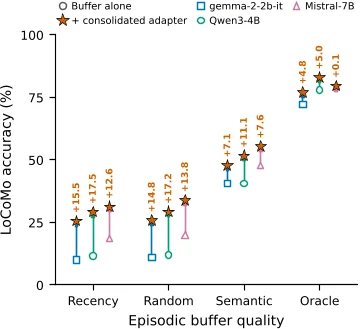 Buffer alone
+ consolidated adapter
gemma-2-2b-it
Qwen3-4B
Mistral-7B
LoCoMo accuracy (%)
100
75
50
25
0
+15.5
+17.5
+12.6
+14.8
+17.2
+13.8
+7.1
+11.1
+7.6
+4.8
+5.0
+0.1
Recency
Random
Semantic
Oracle
Episodic buffer quality